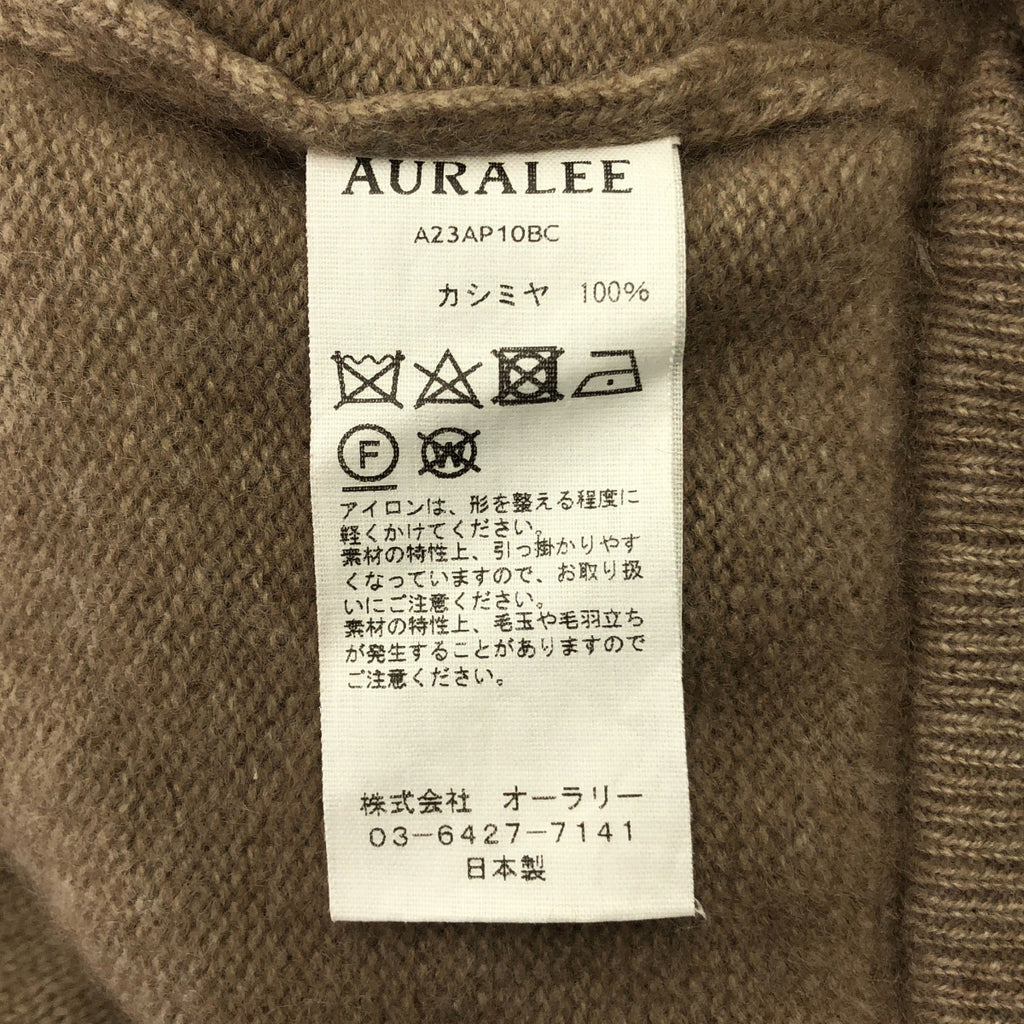 AURALEE
A23AP10BC
カシミヤ 100%
F
W
アイロンは、形を整える程度に
軽くかけてください。
素材の特性上、引っ掛かりやす
くなっていますので、お取り扱
いにご注意ください。
素材の特性上、毛玉や毛羽立ち
が発生することがありますので
ご注意ください。
株式会社 オーラリー
03-6427-7141
日本製